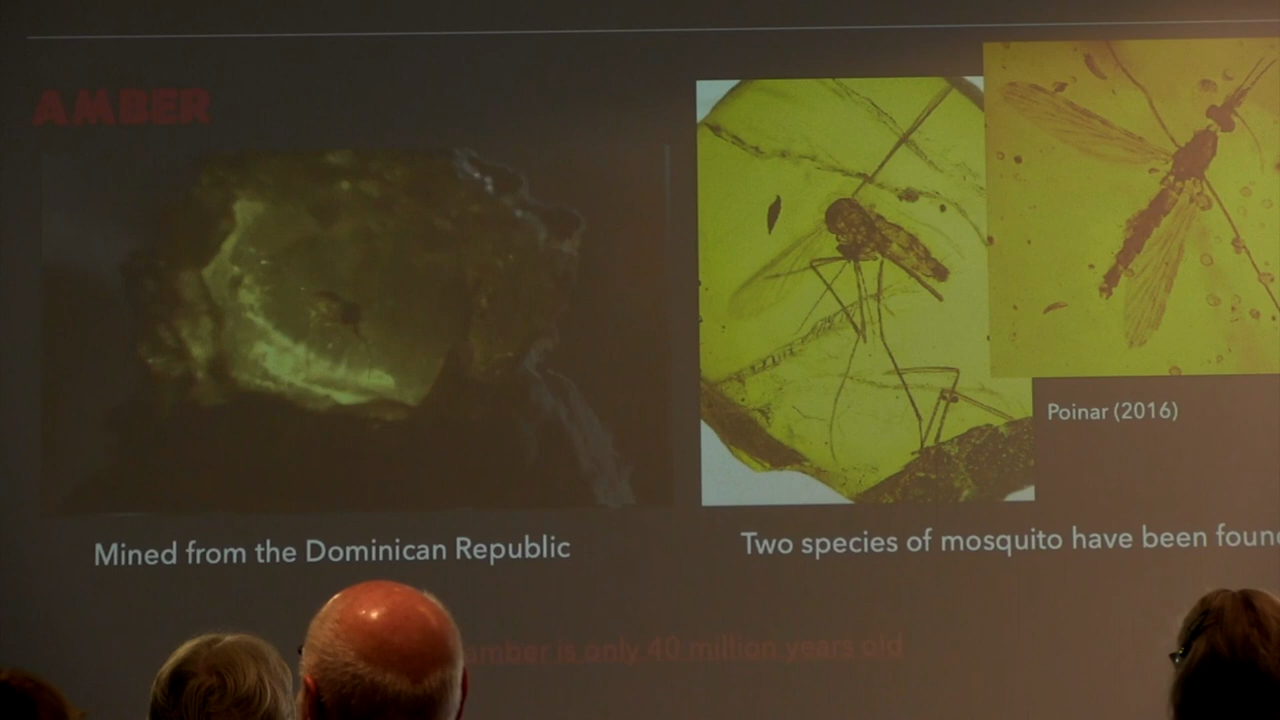 AMBER
Poinar (2016)
Mined from the Dominican Republic
Two species of mosquito have been found
amber is only 40 million years old